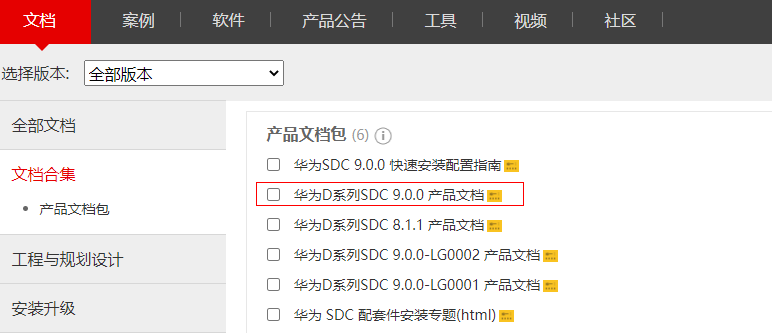 文档 案例 软件 产品公告 工具 视频 社区
选择版本: 全部版本
全部文档
文档合集
产品文档包
工程与规划设计
安装升级
产品文档包 (6)
华为SDC 9.0.0 快速安装配置指南
华为D系列SDC 9.0.0 产品文档
华为D系列SDC 8.1.1 产品文档
华为D系列SDC 9.0.0-LG0002 产品文档
华为D系列SDC 9.0.0-LG0001 产品文档
华为 SDC 配套件安装专题(html)